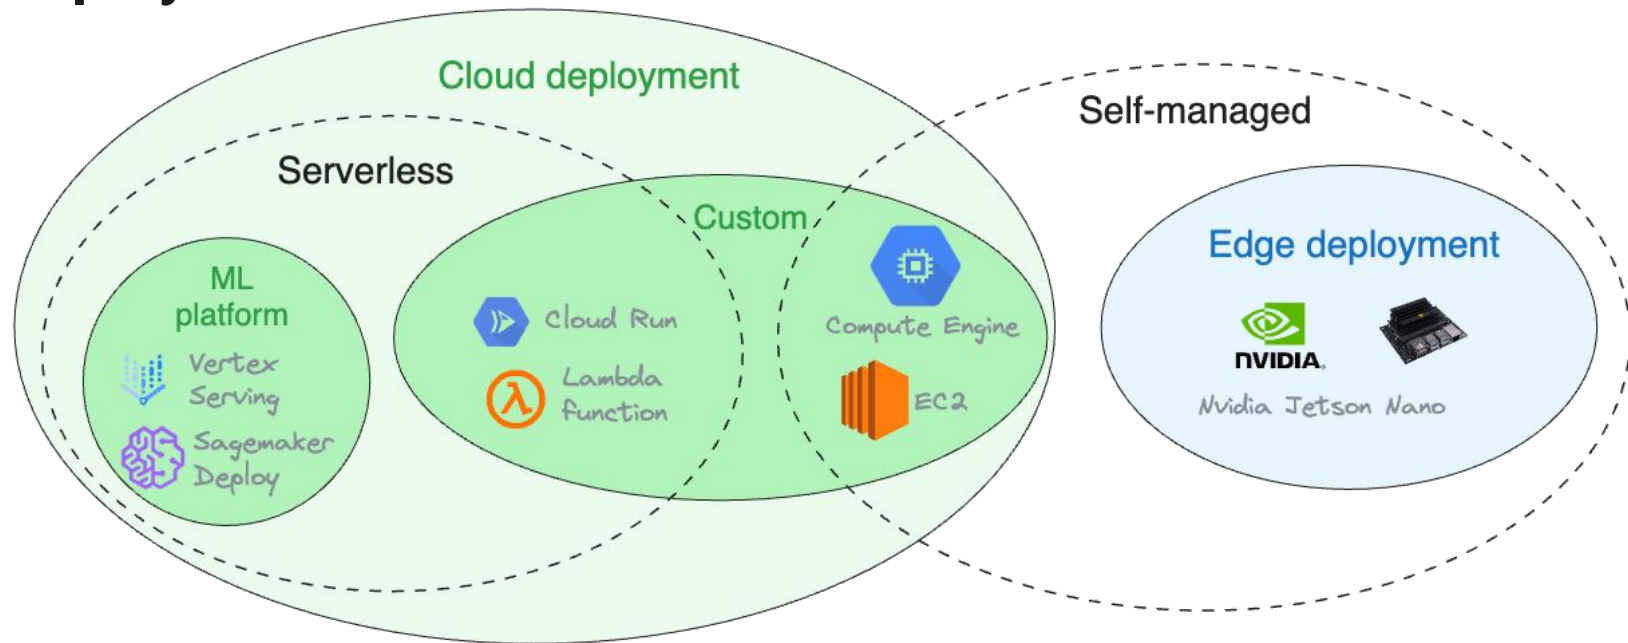 Cloud deployment
Self-managed
Serverless
Custom
Edge deployment
ML
platform
Cloud Run
Compute Engine
Vertex
Serving
NVIDIA
Lambda
function
EC2
Nvidia Jetson Nano
Sagemaker
Deploy